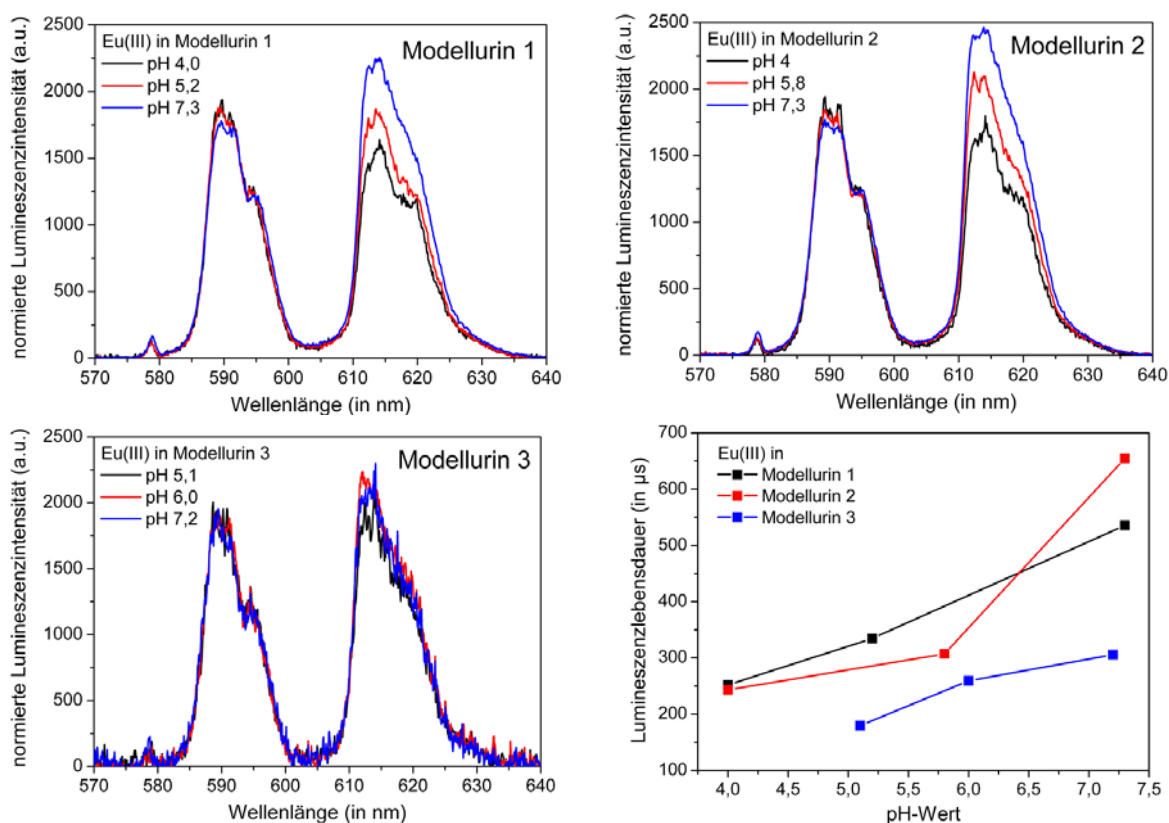 2500
2000
1500
1000
500
0
normierte Lumineszenzintensität (a.u.)
Eu(III) in Modellurin 1
pH 4,0
pH 5,2
pH 7,3
Modellurin 1
570 580 590 600 610 620 630 640
Wellenlänge (in nm)
2500
2000
1500
1000
500
0
normierte Lumineszenzintensität (a.u.)
Eu(III) in Modellurin 2
pH 4
pH 5,8
pH 7,3
Modellurin 2
570 580 590 600 610 620 630 640
Wellenlänge (in nm)
2500
2000
1500
1000
500
0
normierte Lumineszenzintensität (a.u.)
Eu(III) in Modellurin 3
pH 5,1
pH 6,0
pH 7,2
Modellurin 3
570 580 590 600 610 620 630 640
Wellenlänge (in nm)
700
600
500
400
300
200
100
Lumineszenzlebensdauer (in µs)
Eu(III) in
Modellurin 1
Modellurin 2
Modellurin 3
4,0 4,5 5,0 5,5 6,0 6,5 7,0 7,5
pH-Wert